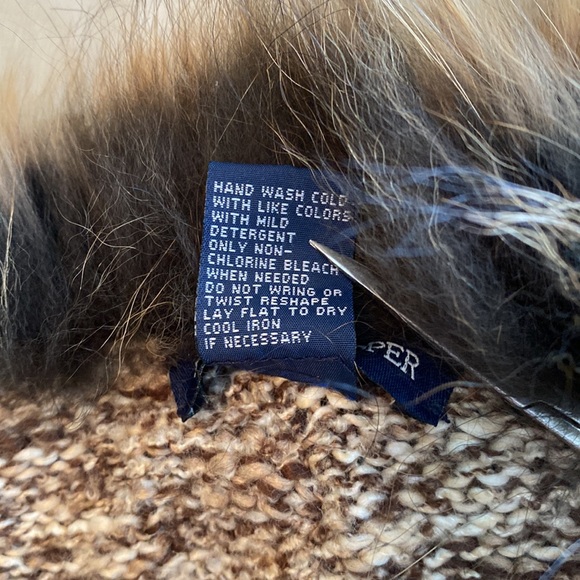 HAND WASH COLD
WITH LIKE COLORS
WITH MILD
DETERGENT
ONLY NON-
CHLORINE BLEACH
WHEN NEEDED
DO NOT WRING OR
TWIST RESHAPE
LAY FLAT TO DRY
COOL IRON
IF NECESSARY